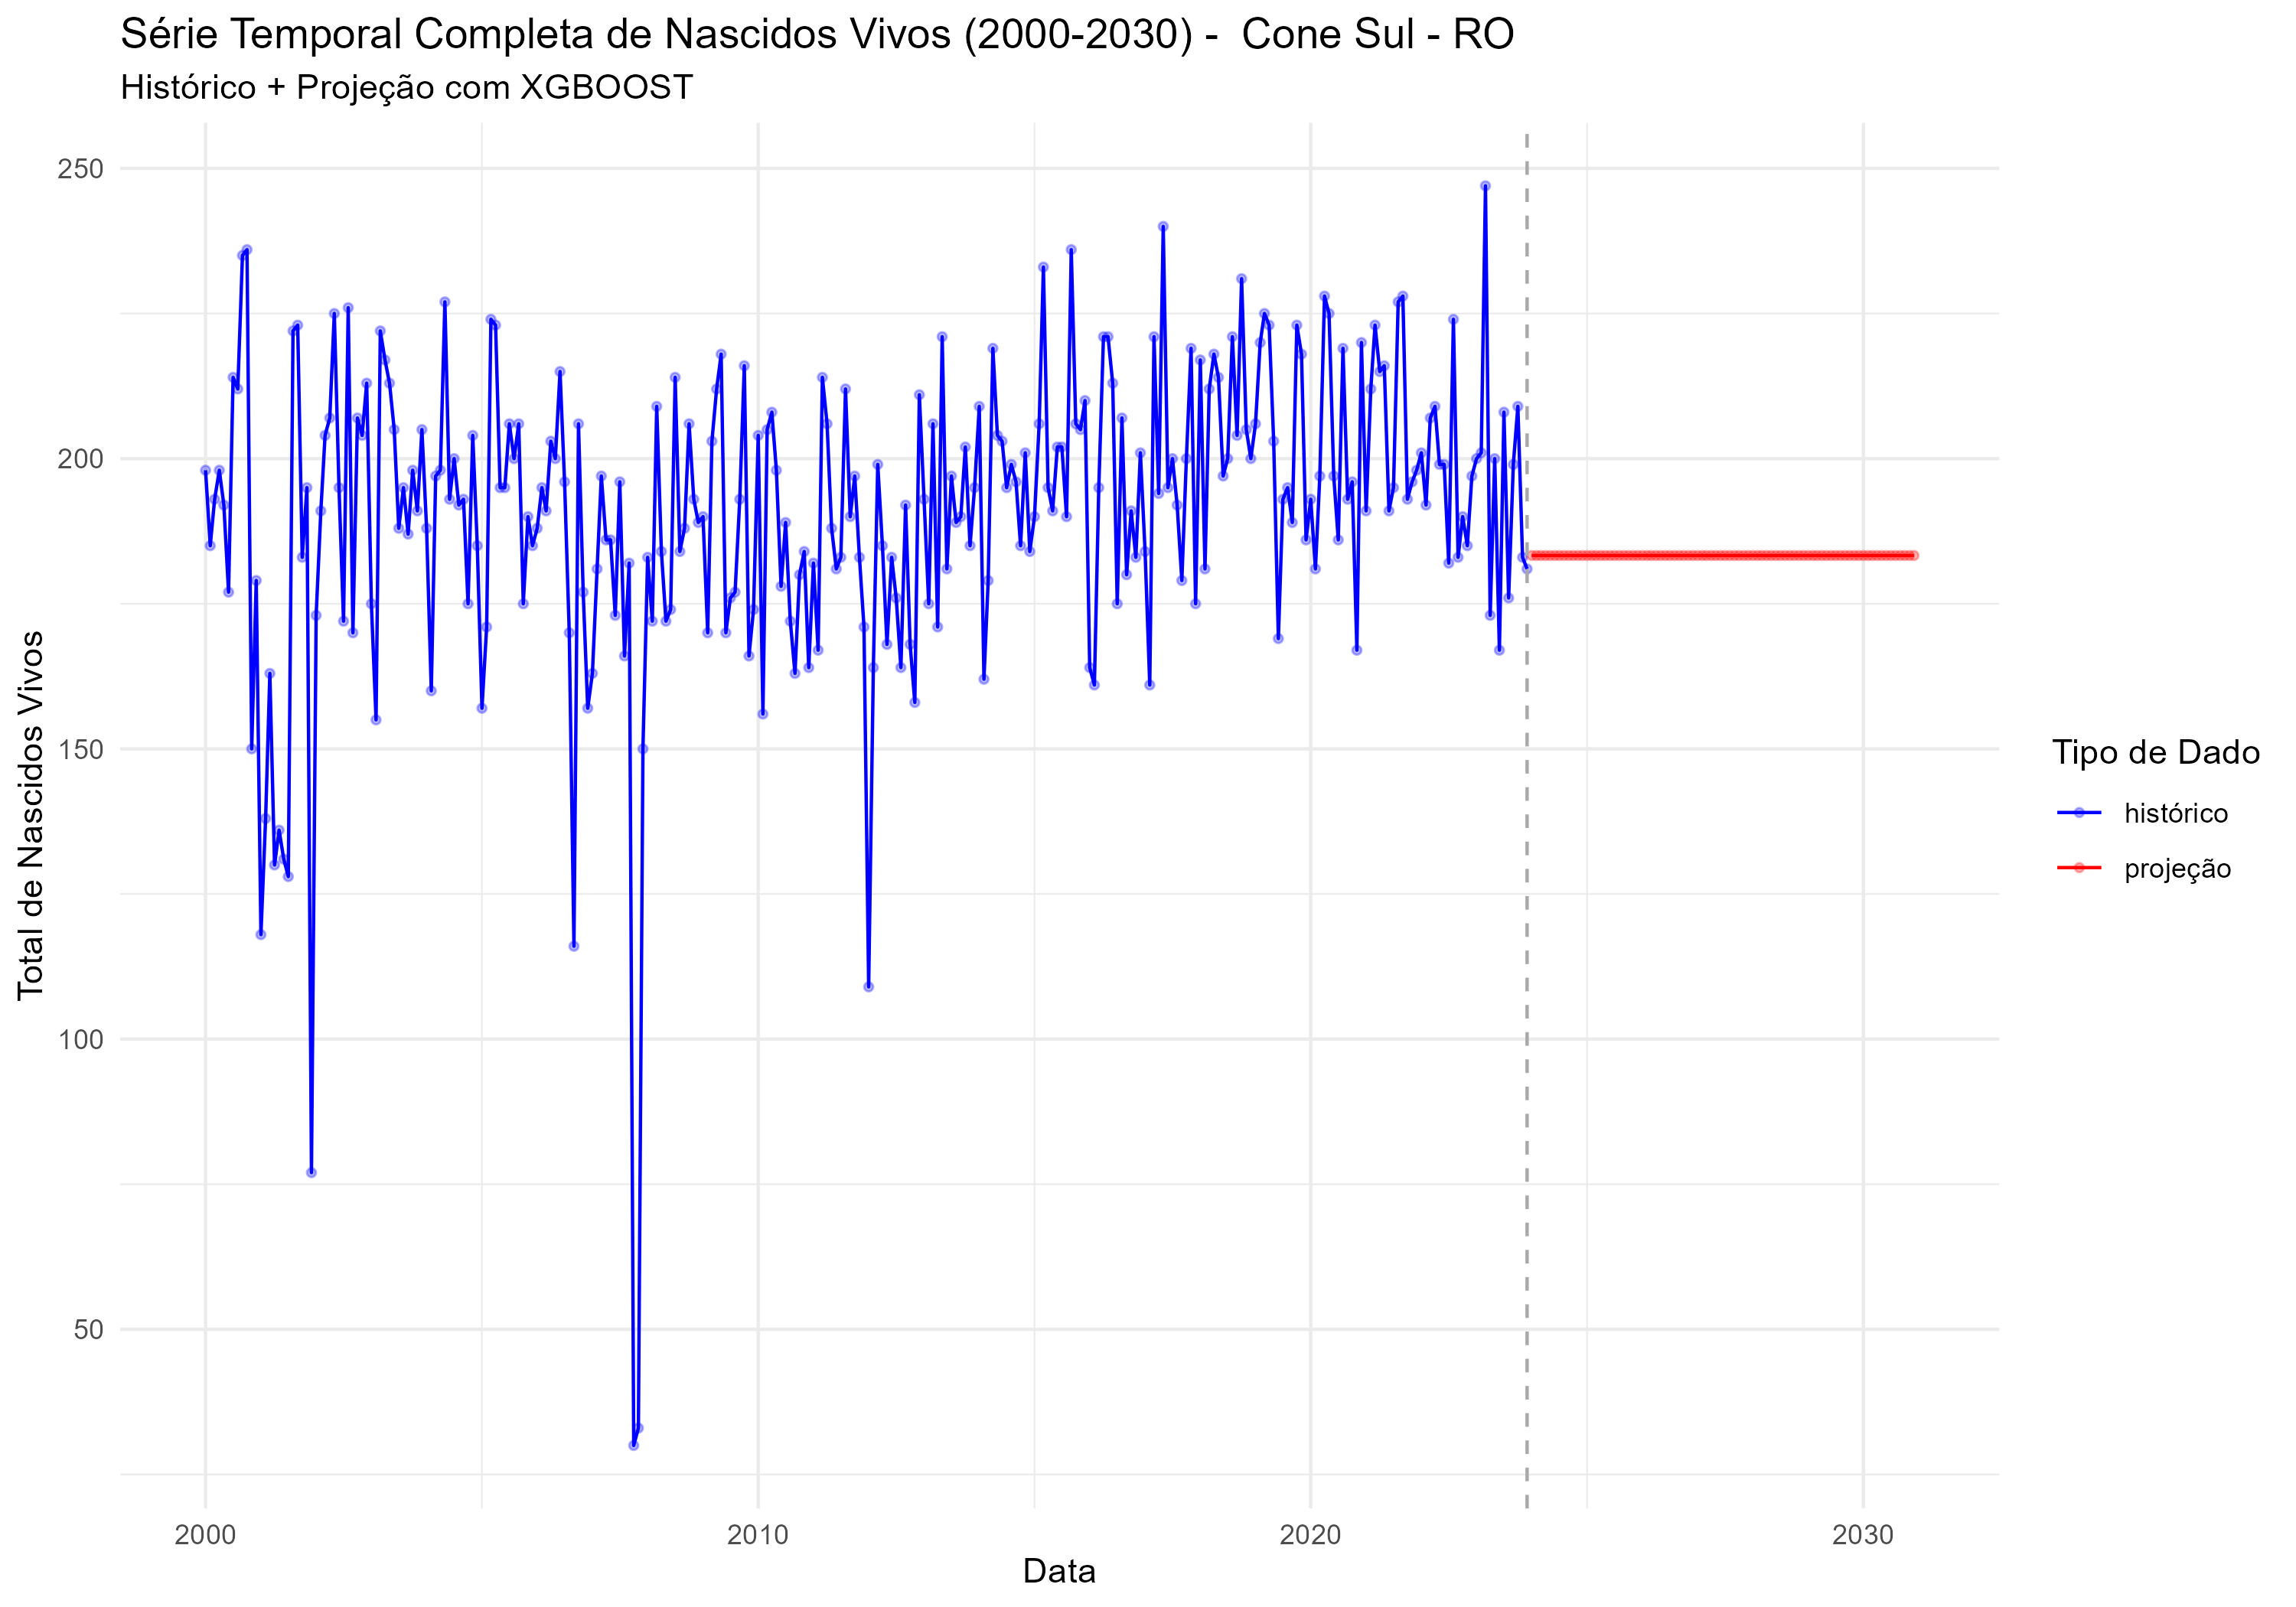 Série Temporal Completa de Nascidos Vivos (2000-2030) -  Cone Sul - RO
Histórico + Projeção com XGBOOST
Total de Nascidos Vivos
250
200
150
100
50
2000
2010
2020
2030
Data
Tipo de Dado
histórico
projeção